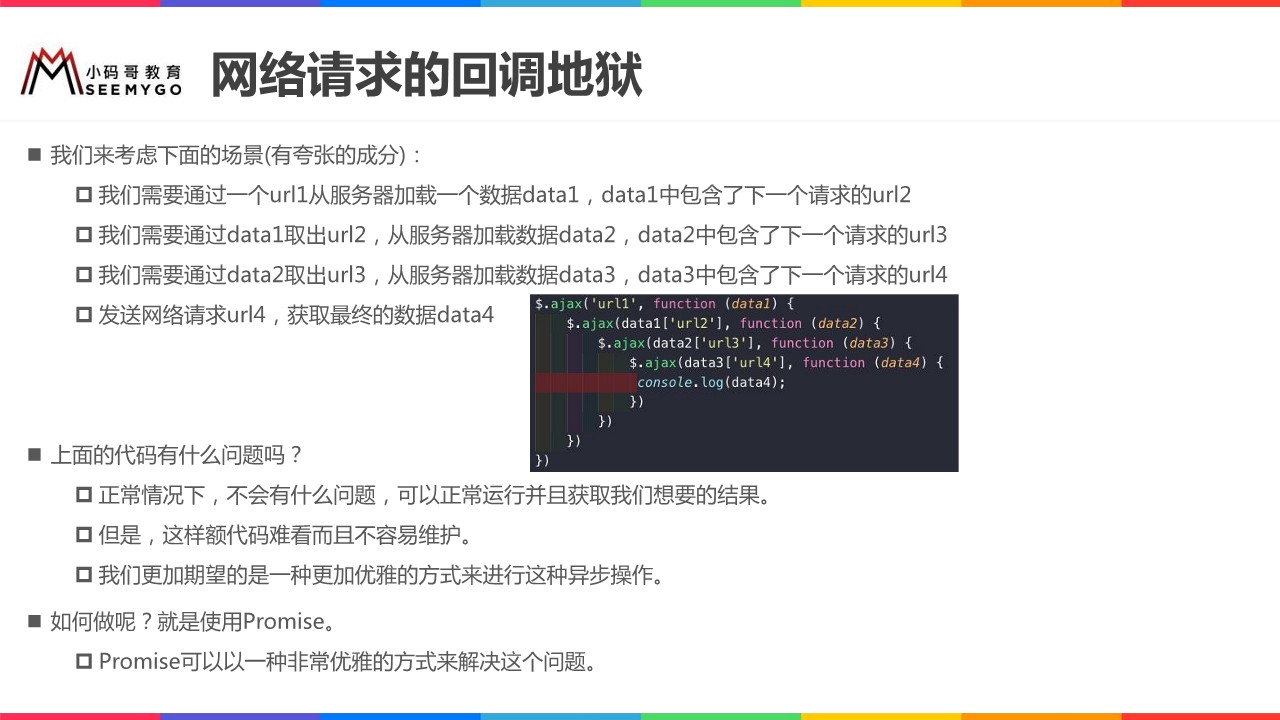 小码哥教育
SEEMYGO
网络请求的回调地狱
■ 我们来考虑下面的场景(有夸张的成分)：
我们需要通过一个url1从服务器加载一个数据data1，data1中包含了下一个请求的url2
我们需要通过data1取出url2，从服务器加载数据data2，data2中包含了下一个请求的url3
我们需要通过data2取出url3，从服务器加载数据data3，data3中包含了下一个请求的url4
发送网络请求url4，获取最终的数据data4
$.ajax('url1', function (data1) {
$.ajax(data1['url2'], function (data2) {
$.ajax(data2['url3'], function (data3) {
$.ajax(data3['url4'], function (data4) {
console.log(data4);
})
})
})
})
■ 上面的代码有什么问题吗？
正常情况下，不会有什么问题，可以正常运行并且获取我们想要的结果。
但是，这样额代码难看而且不容易维护。
我们更加期望的是一种更加优雅的方式来进行这种异步操作。
■ 如何做呢？就是使用Promise。
Promise可以以一种非常优雅的方式来解决这个问题。